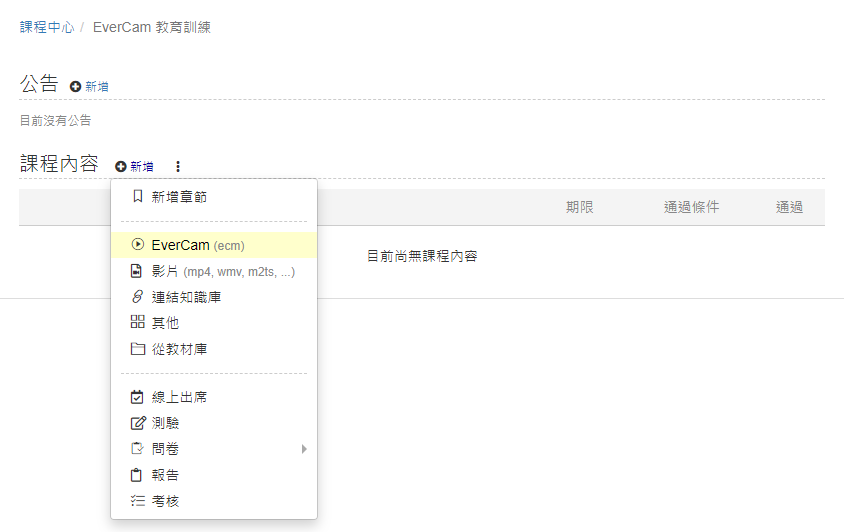 課程中心 / EverCam 教育訓練
公告 新增
目前沒有公告
課程內容 新增
期限 通過條件 通過
目前尚無課程內容
新增章節
EverCam (ecm)
影片 (mp4, wmv, m2ts, ...)
連結知識庫
其他
從教材庫
線上出席
測驗
問卷
報告
考核